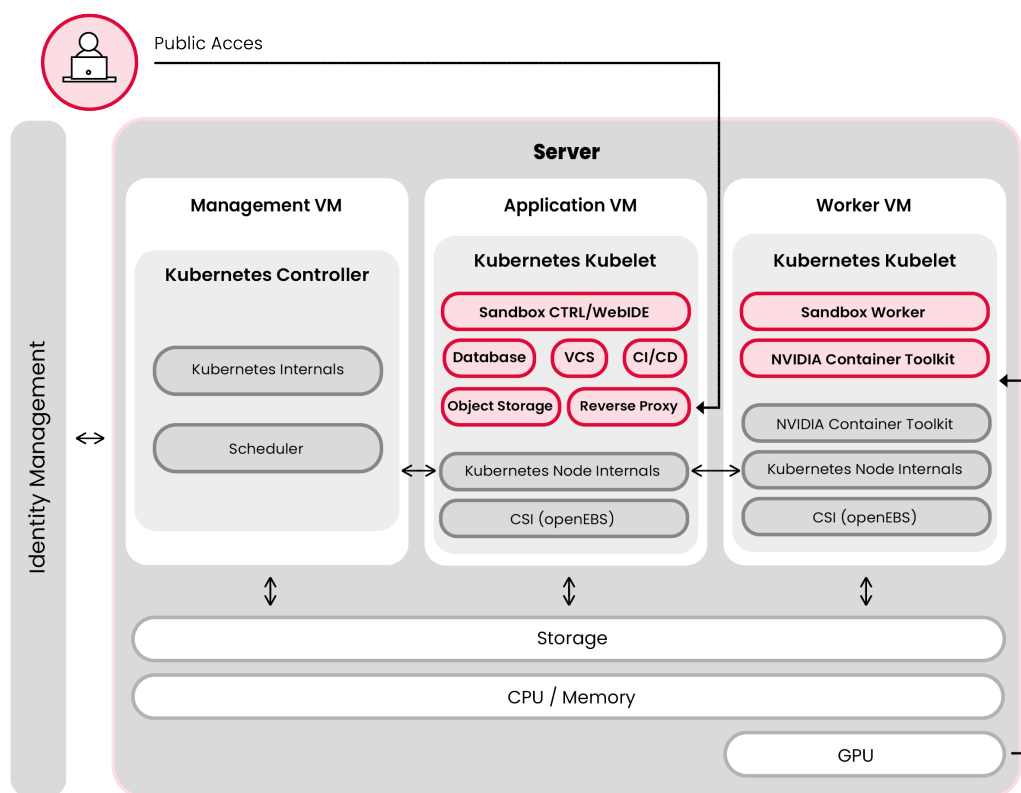 Public Acces
Identity Management
Server
Management VM
Kubernetes Controller
Kubernetes Internals
Scheduler
Application VM
Kubernetes Kubelet
Sandbox CTRL/WebIDE
Database
VCS
CI/CD
Object Storage
Reverse Proxy
Kubernetes Node Internals
CSI (openEBS)
Worker VM
Kubernetes Kubelet
Sandbox Worker
NVIDIA Container Toolkit
NVIDIA Container Toolkit
Kubernetes Node Internals
CSI (openEBS)
Storage
CPU / Memory
GPU